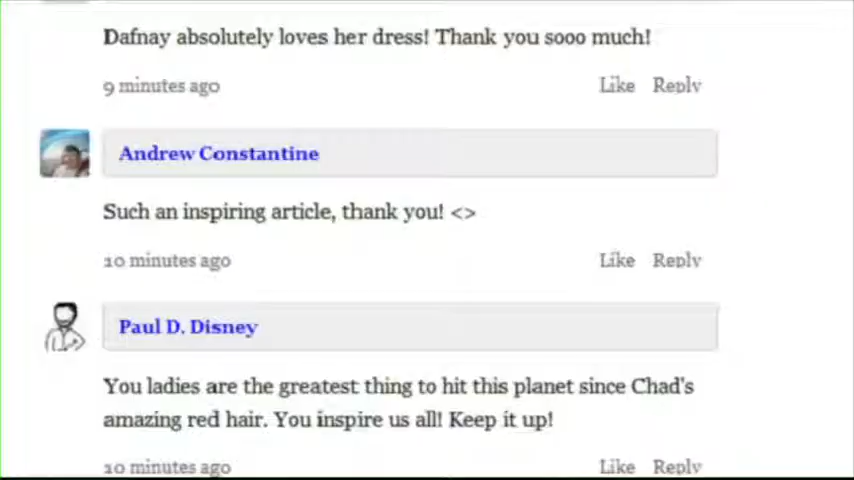 Dafnay absolutely loves her dress! Thank you sooo much!
9 minutes ago Like Reply
Andrew Constantine
Such an inspiring article, thank you! <>
10 minutes ago Like Reply
Paul D. Disney
You ladies are the greatest thing to hit this planet since Chad's
amazing red hair. You inspire us all! Keep it up!
10 minutes ago Like Reply